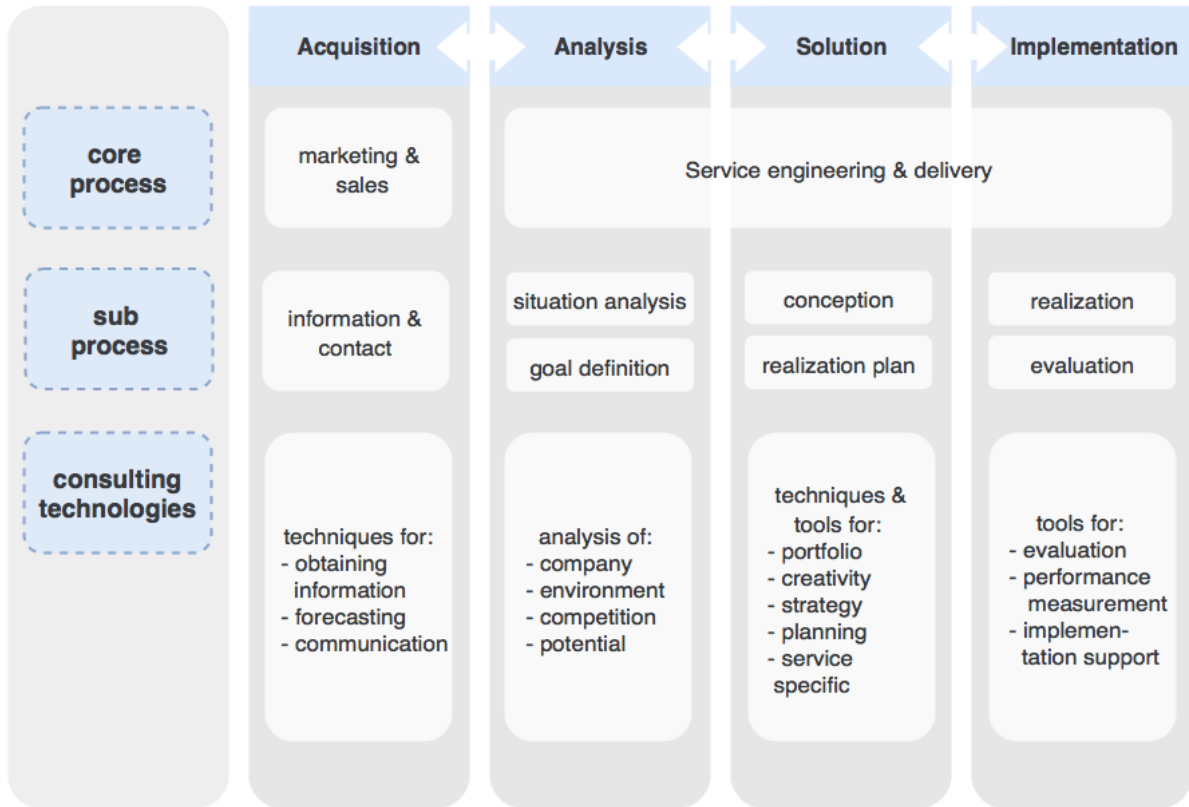 Acquisition
Analysis
Solution
Implementation
core
process
marketing &
sales
Service engineering & delivery
sub
process
information &
contact
situation analysis
goal definition
conception
realization plan
realization
evaluation
consulting
technologies
techniques for:
- obtaining
information
- forecasting
- communication
analysis of:
- company
- environment
- competition
- potential
techniques &
tools for:
- portfolio
- creativity
- strategy
- planning
- service
specific
tools for:
- evaluation
- performance
measurement
- implemen-
tation support